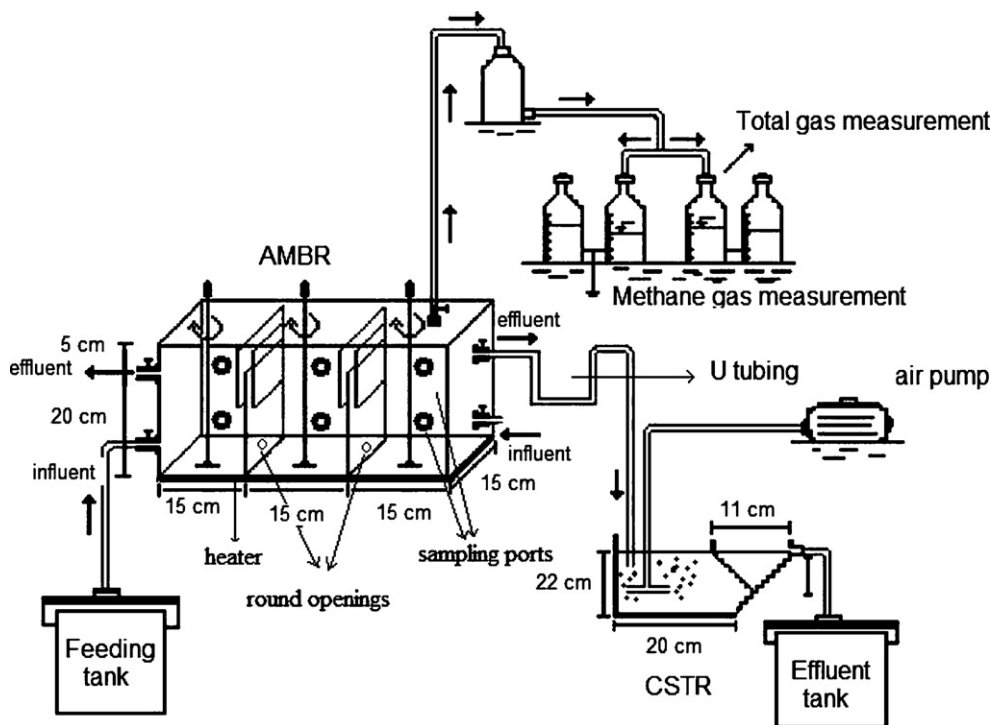 Total gas measurement
AMBR
Methane gas measurement
effluent
5 cm
effluent
U tubing
air pump
20 cm
influent
influent
15 cm
15 cm
15 cm
15 cm
11 cm
heater
sampling ports
round openings
22 cm
20 cm
CSTR
Feeding
tank
Effluent
tank